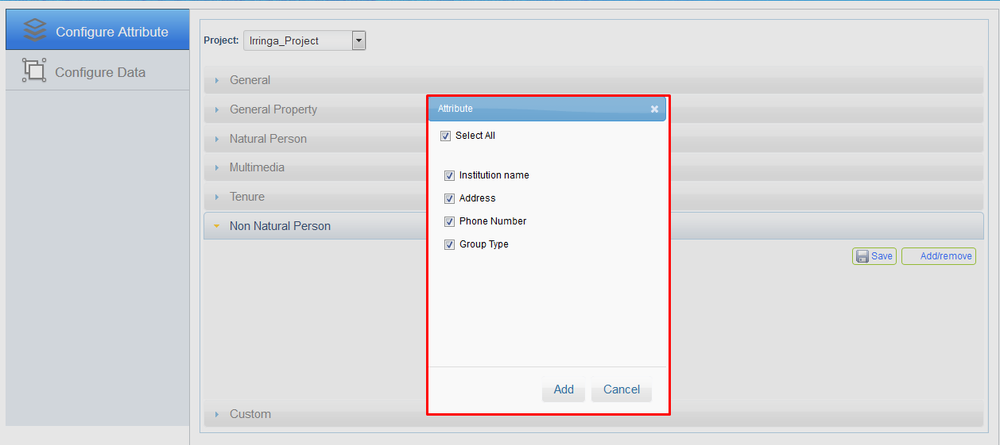 Configure Attribute
Configure Data
Project: Irringa_Project
General
General Property
Natural Person
Multimedia
Tenure
Non Natural Person
Save Add/remove
Custom
Attribute
Select All
Institution name
Address
Phone Number
Group Type
Add Cancel